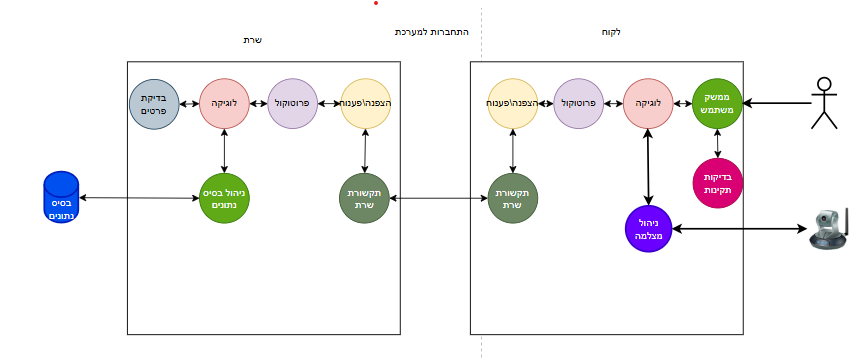 לקוח
התחברות למערכת
שרת
ממשק
משתמש
לוגיקה
פרוטוקול
הצפנה\פענוח
הצפנה\פענוח
פרוטוקול
לוגיקה
בדיקת
פרטים
בדיקות
תקינות
תקשורת
שרת
תקשורת
שרת
ניהול בסיס
נתונים
בסיס
נתונים
ניהול
מצלמה